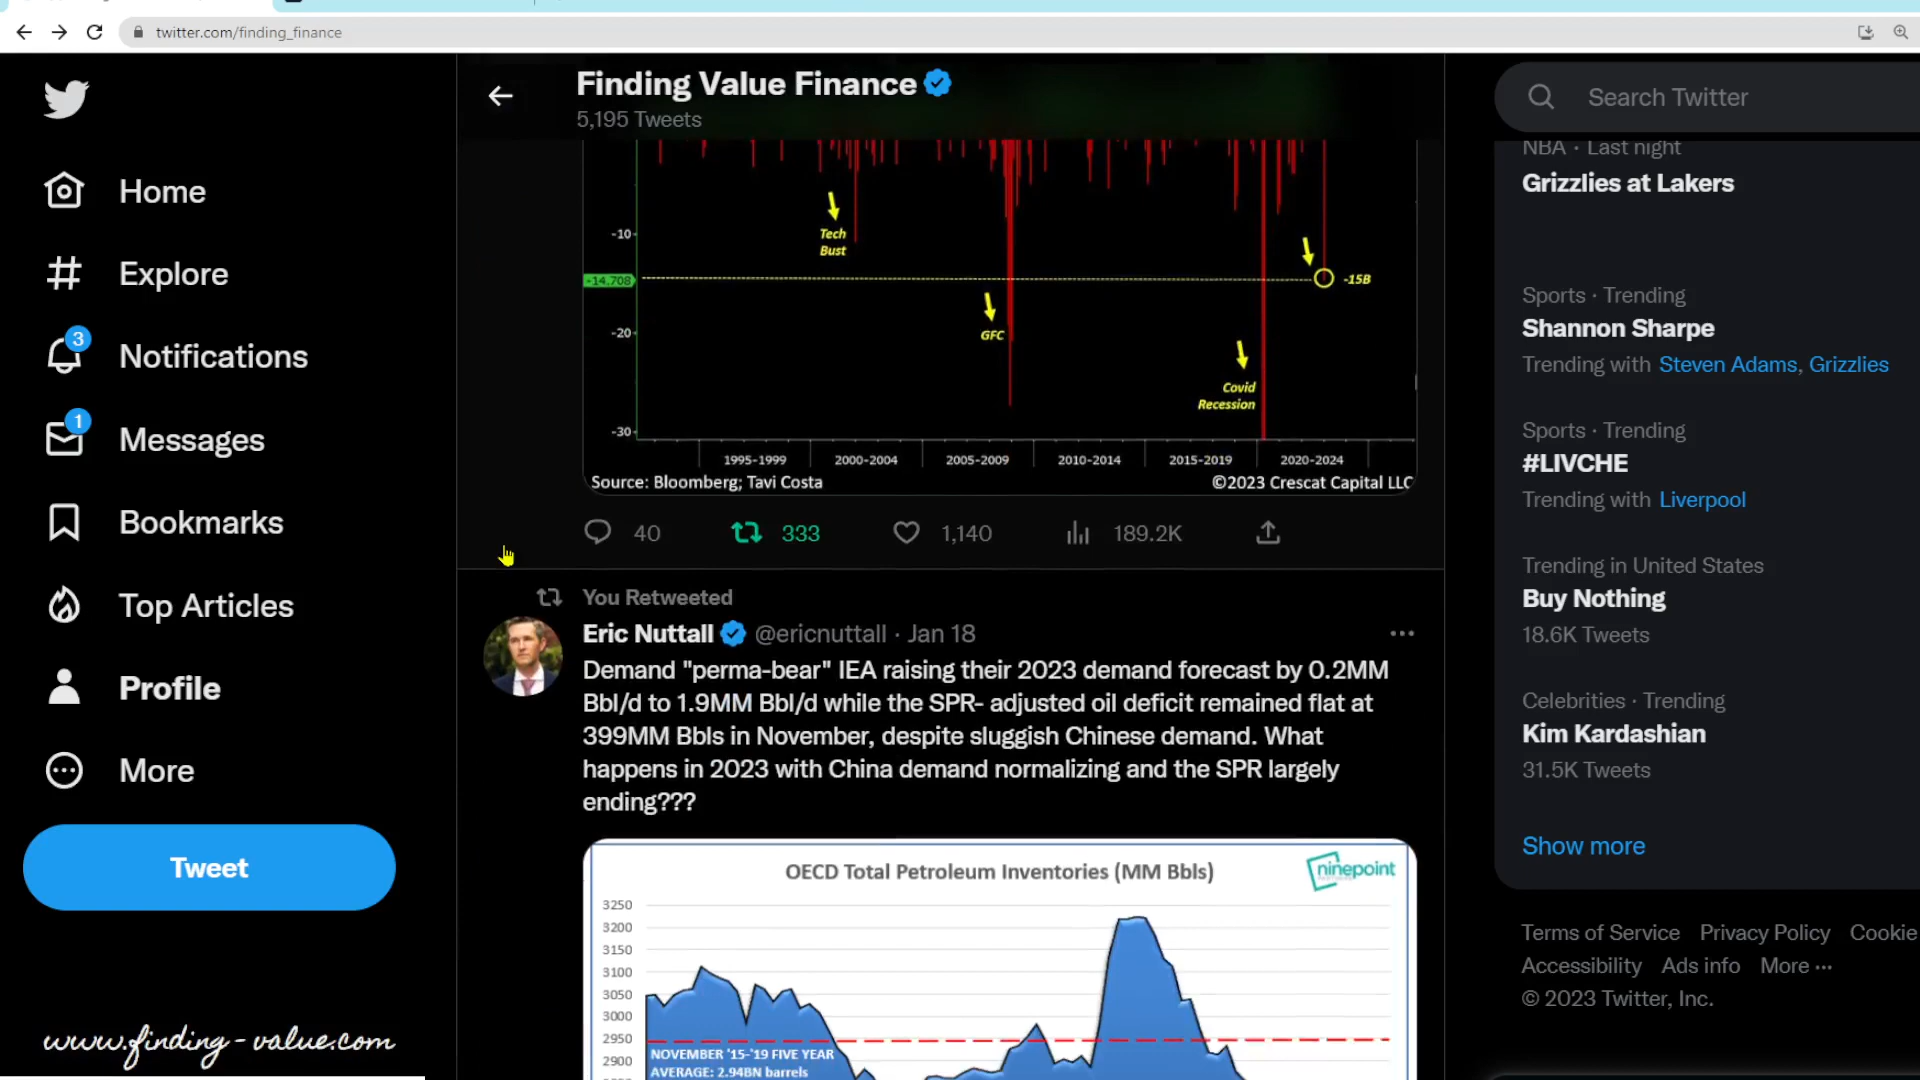 twitter.com/finding_finance
Finding Value Finance
5,195 Tweets
Search Twitter
Home
Explore
3
Notifications
1
Messages
Bookmarks
Top Articles
Profile
More
Tweet
www.finding-value.com
Tech
Bust
-10
-14.708
-15B
-20
GFC
Covid
Recession
-30
1995-1999 2000-2004 2005-2009 2010-2014 2015-2019 2020-2024
Source: Bloomberg; Tavi Costa ©2023 Crescat Capital LLC
40 333 1,140 189.2K
You Retweeted
Eric Nuttall @ericnuttall · Jan 18
Demand "perma-bear" IEA raising their 2023 demand forecast by 0.2MM
Bbl/d to 1.9MM Bbl/d while the SPR- adjusted oil deficit remained flat at
399MM Bbls in November, despite sluggish Chinese demand. What
happens in 2023 with China demand normalizing and the SPR largely
ending???
OECD Total Petroleum Inventories (MM Bbls)
ninepoint
3250
3200
3150
3100
3050
3000
2950
2900
NOVEMBER '15-'19 FIVE YEAR
AVERAGE: 2.94BN barrels
NBA · Last night
Grizzlies at Lakers
Sports · Trending
Shannon Sharpe
Trending with Steven Adams, Grizzlies
Sports · Trending
#LIVCHE
Trending with Liverpool
Trending in United States
Buy Nothing
18.6K Tweets
Celebrities · Trending
Kim Kardashian
31.5K Tweets
Show more
Terms of Service Privacy Policy Cookie
Accessibility Ads info More ···
© 2023 Twitter, Inc.